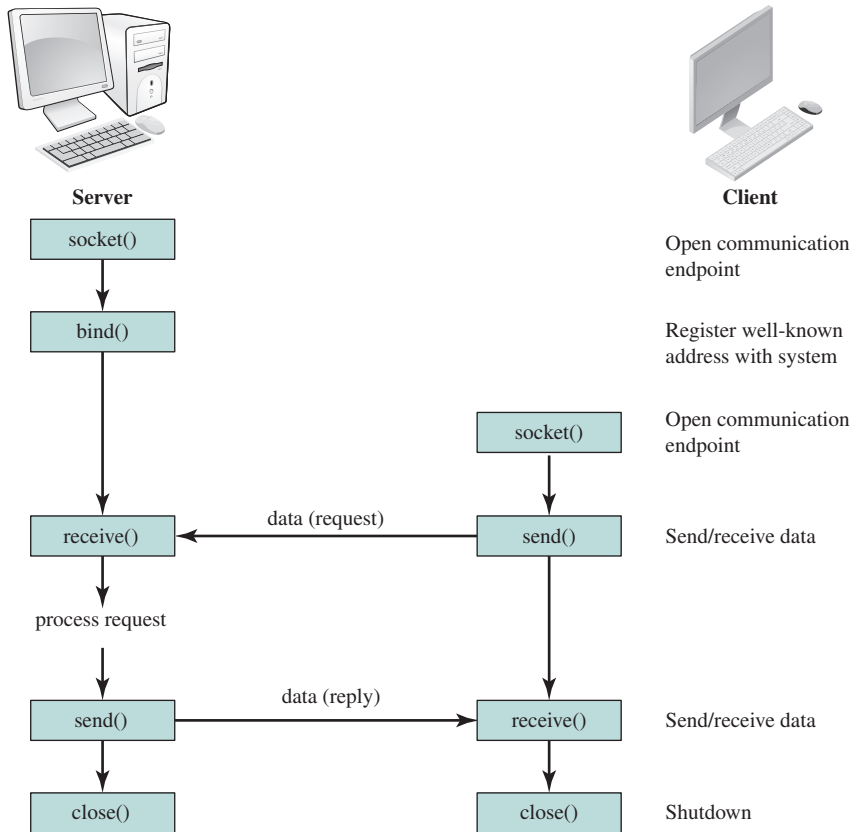 Server
Client
socket()
Open communication
endpoint
bind()
Register well-known
address with system
socket()
Open communication
endpoint
receive()
data (request)
send()
Send/receive data
process request
send()
data (reply)
receive()
Send/receive data
close()
close()
Shutdown